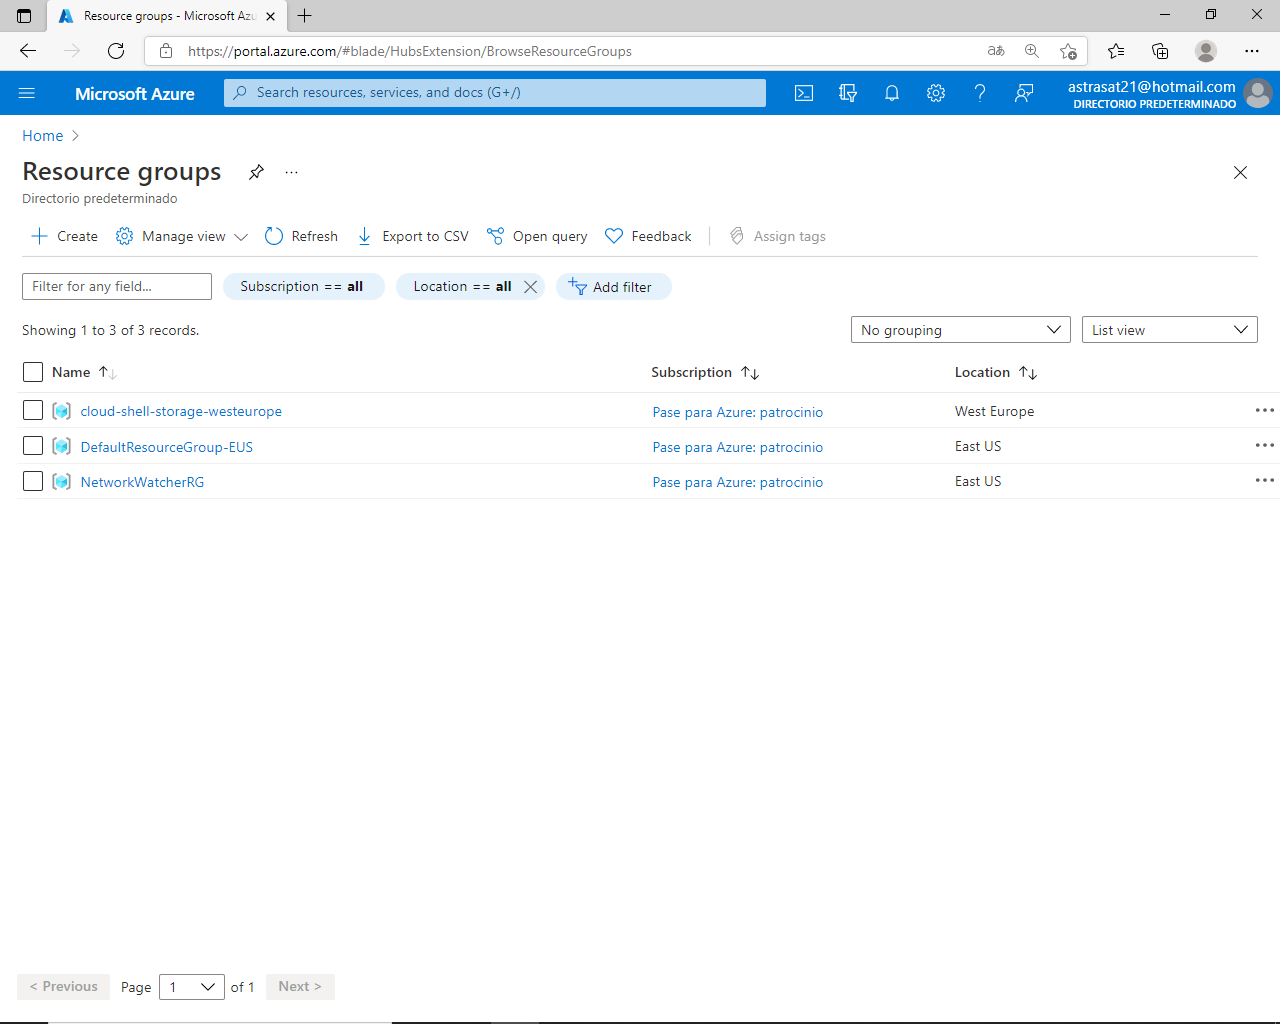 Resource groups - Microsoft Azu
https://portal.azure.com/#blade/HubsExtension/BrowseResourceGroups
Microsoft Azure
Search resources, services, and docs (G+/)
astrasat21@hotmail.com
DIRECTORIO PREDETERMINADO
Home
Resource groups
Directorio predeterminado
Create Manage view Refresh Export to CSV Open query Feedback Assign tags
Filter for any field... Subscription == all Location == all Add filter
Showing 1 to 3 of 3 records. No grouping List view
Name Subscription Location
cloud-shell-storage-westeurope Pase para Azure: patrocinio West Europe
DefaultResourceGroup-EUS Pase para Azure: patrocinio East US
NetworkWatcherRG Pase para Azure: patrocinio East US
< Previous Page 1 of 1 Next >